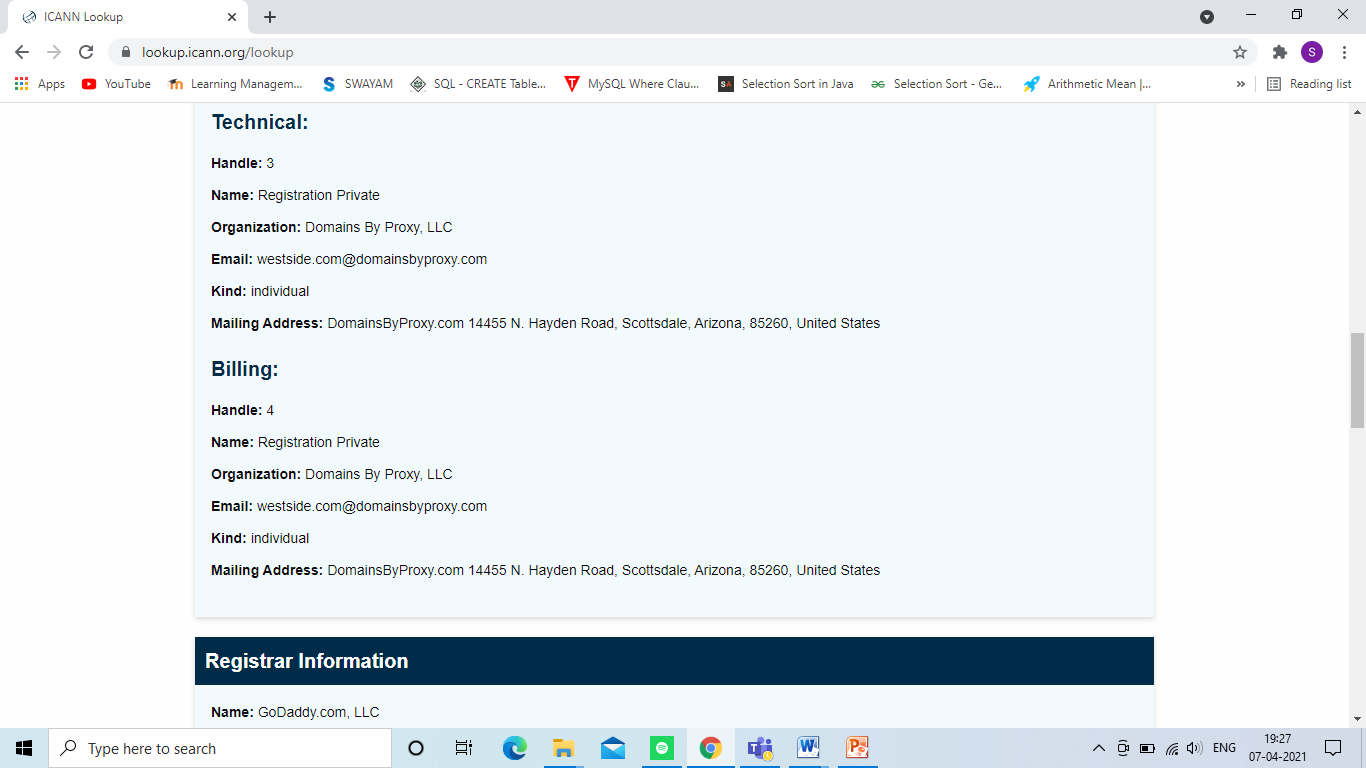 ICANN Lookup
lookup.icann.org/lookup
S
Apps
YouTube
Learning Managem...
SWAYAM
SQL - CREATE Table...
MySQL Where Clau...
SA
Selection Sort in Java
Selection Sort - Ge...
Arithmetic Mean |...
»
Reading list
Technical:
Handle: 3
Name: Registration Private
Organization: Domains By Proxy, LLC
Email: westside.com@domainsbyproxy.com
Kind: individual
Mailing Address: DomainsByProxy.com 14455 N. Hayden Road, Scottsdale, Arizona, 85260, United States
Billing:
Handle: 4
Name: Registration Private
Organization: Domains By Proxy, LLC
Email: westside.com@domainsbyproxy.com
Kind: individual
Mailing Address: DomainsByProxy.com 14455 N. Hayden Road, Scottsdale, Arizona, 85260, United States
Registrar Information
Name: GoDaddy.com, LLC
Type here to search
ENG
19:27
07-04-2021